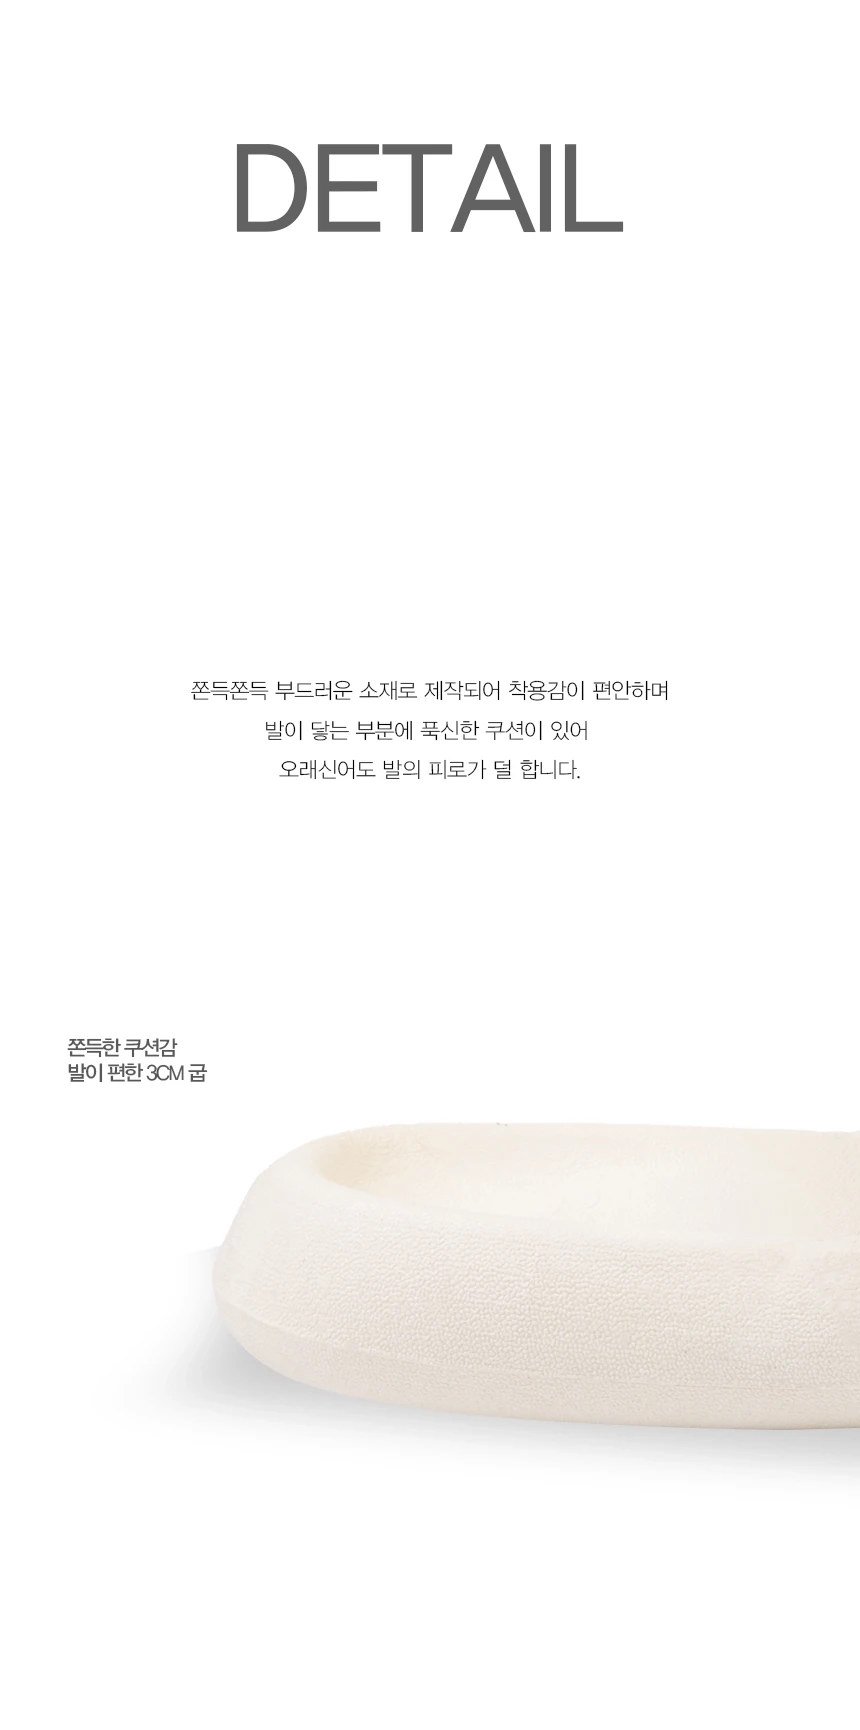 DETAIL
쫀득쫀득 부드러운 소재로 제작되어 착용감이 편안하며
발이 닿는 부분에 푹신한 쿠션이 있어
오래신어도 발의 피로가 덜 합니다.
쫀득한 쿠션감
발이 편한 3CM 굽